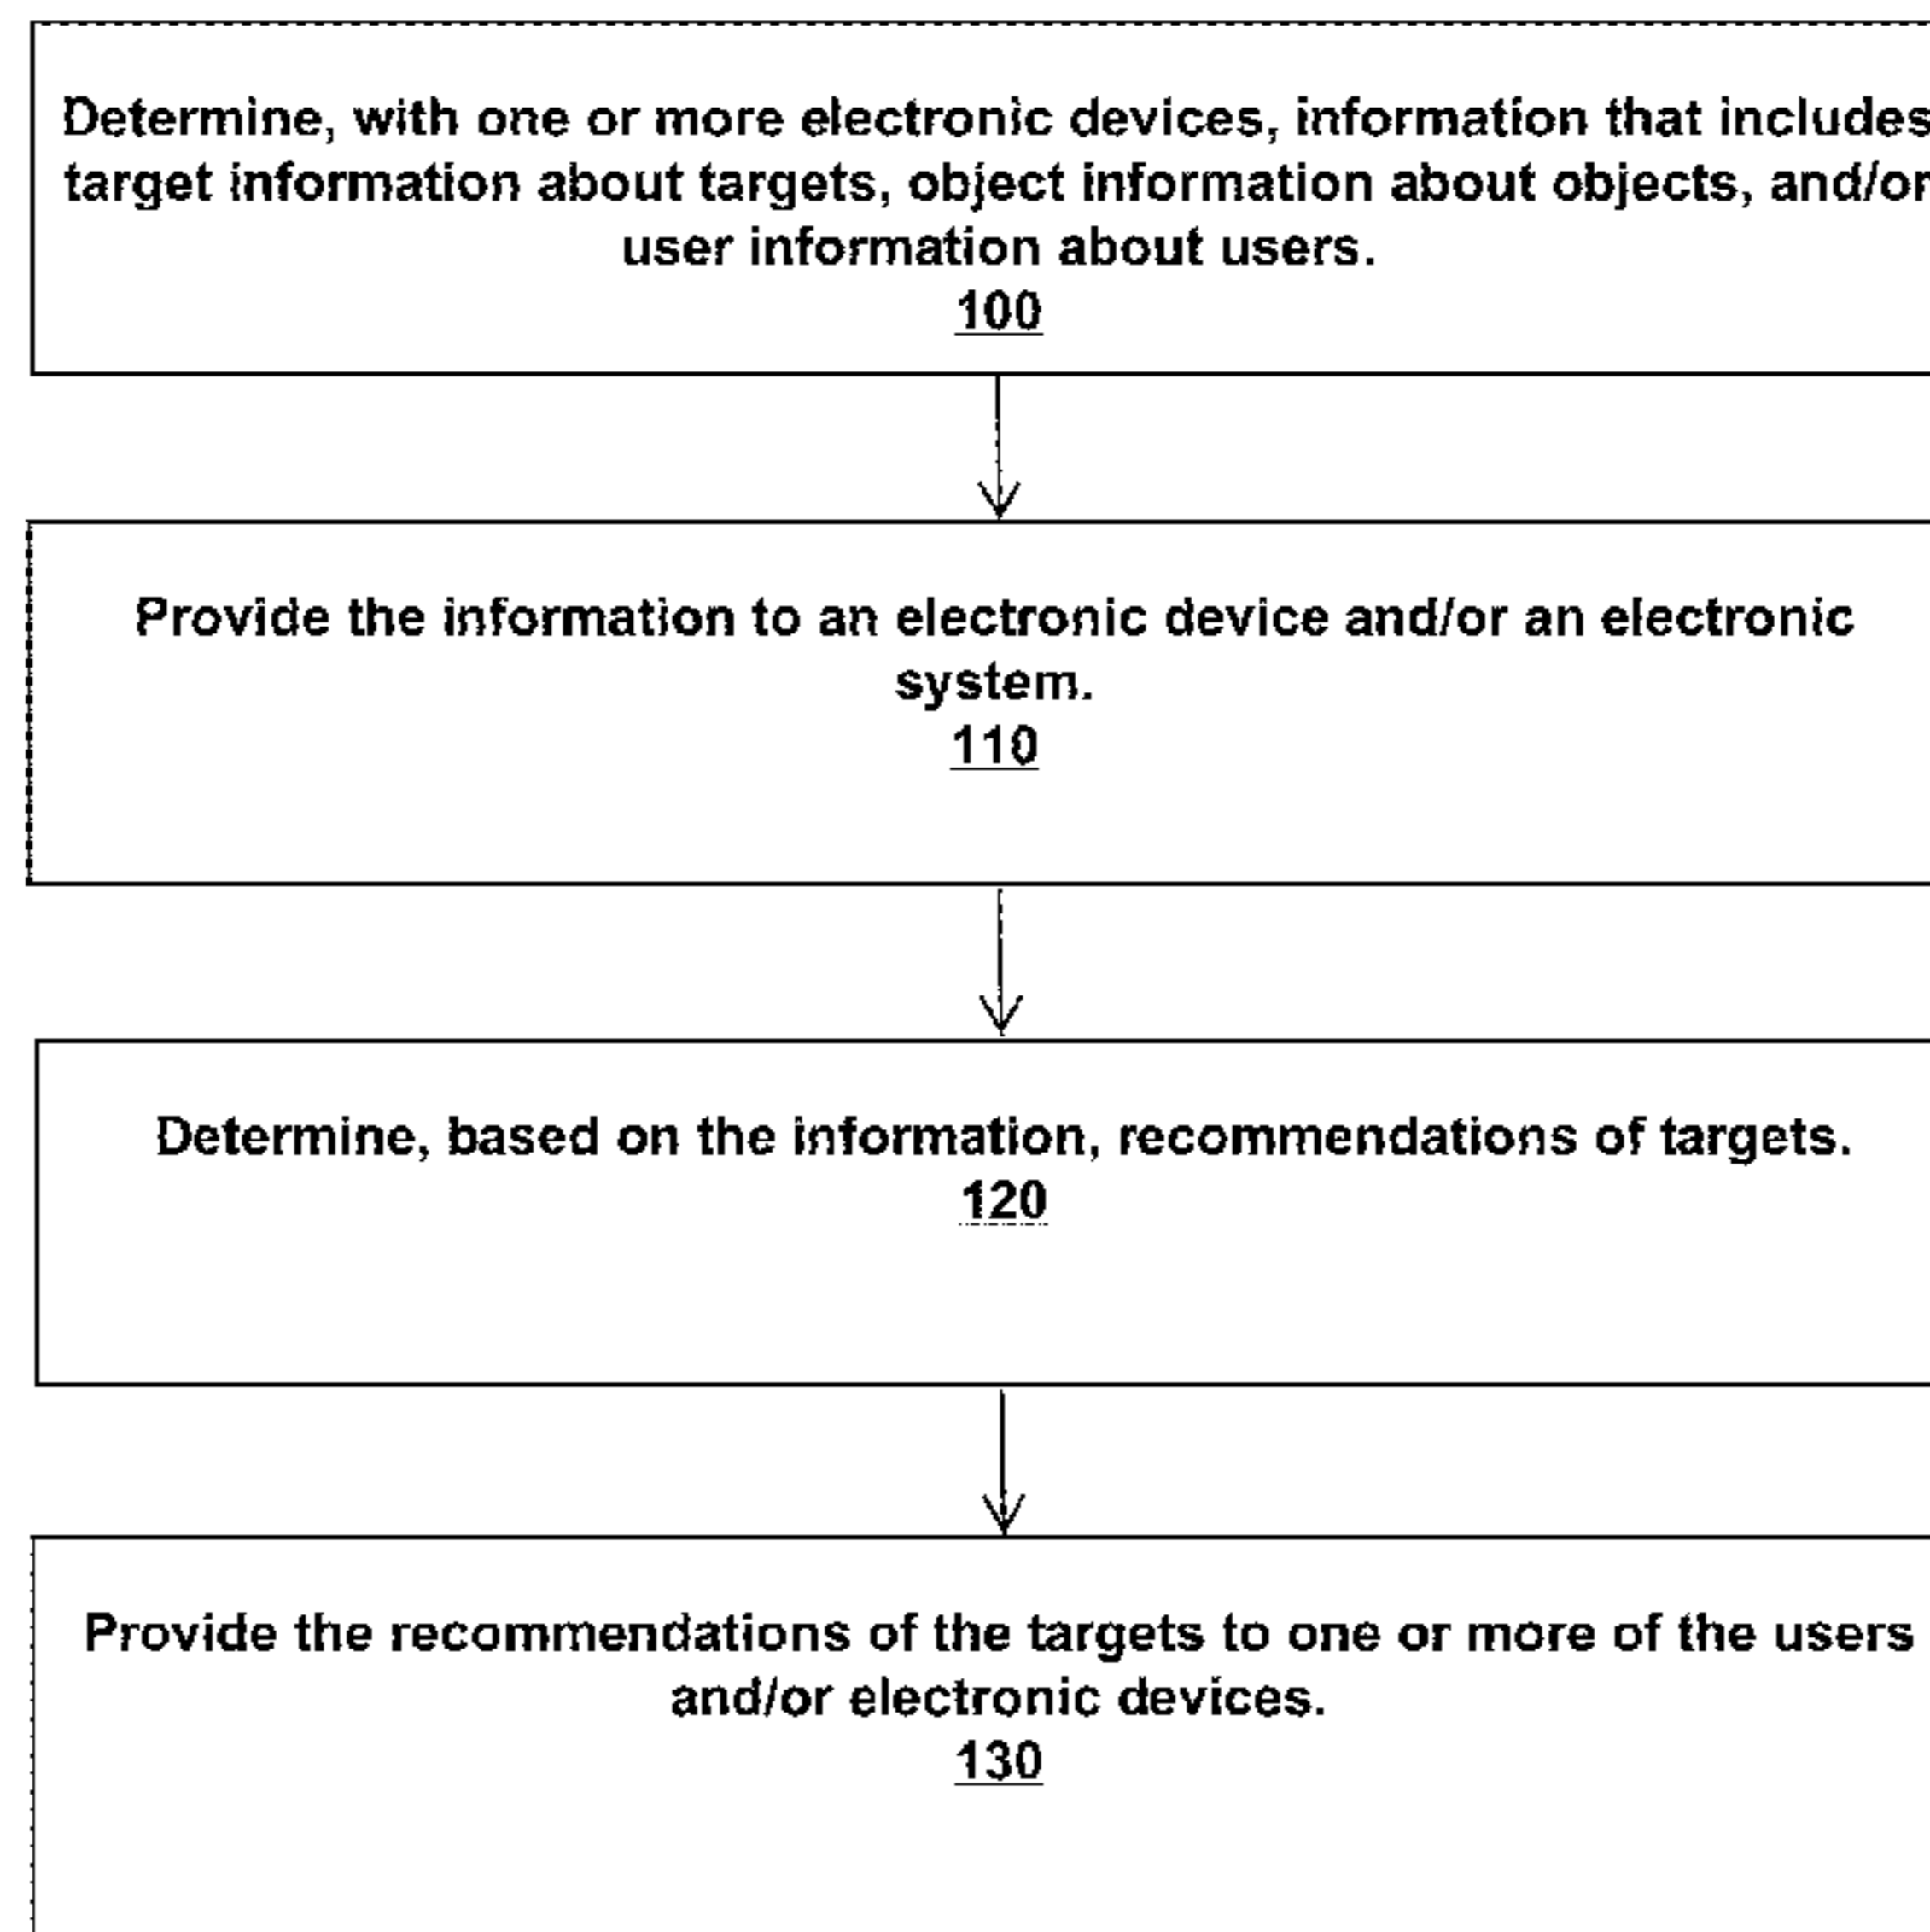 Determine, with one or more electronic devices, information that includes
target information about targets, object information about objects, and/or
user information about users.
100
Provide the information to an electronic device and/or an electronic
system.
110
Determine, based on the information, recommendations of targets.
120
Provide the recommendations of the targets to one or more of the users
and/or electronic devices.
130